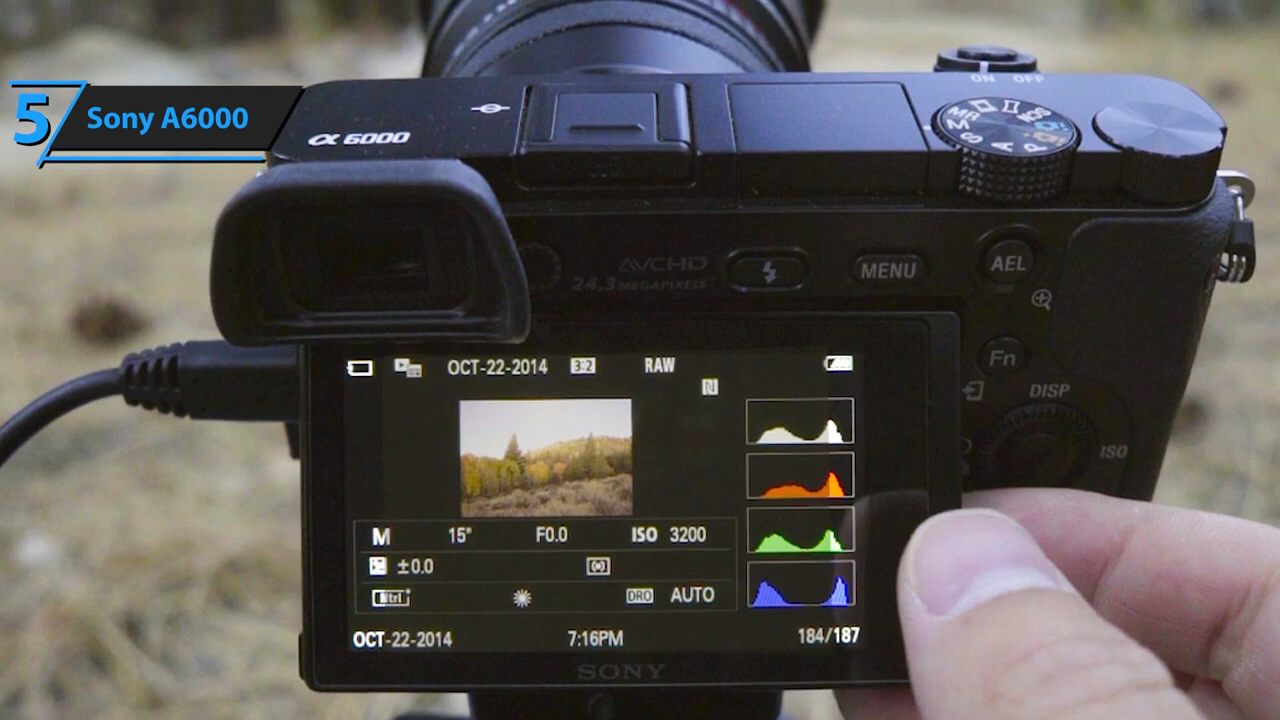 5 Sony A6000
α 6000
ON OFF
MR M S A P SCN
AVCHD
24.3 MEGAPIXELS
MENU
AEL
Fn
DISP
ISO
OCT-22-2014 3:2 RAW
N
M 15" F0.0 ISO 3200
±0.0
Ntrl DRO AUTO
OCT-22-2014 7:16PM 184/187
SONY